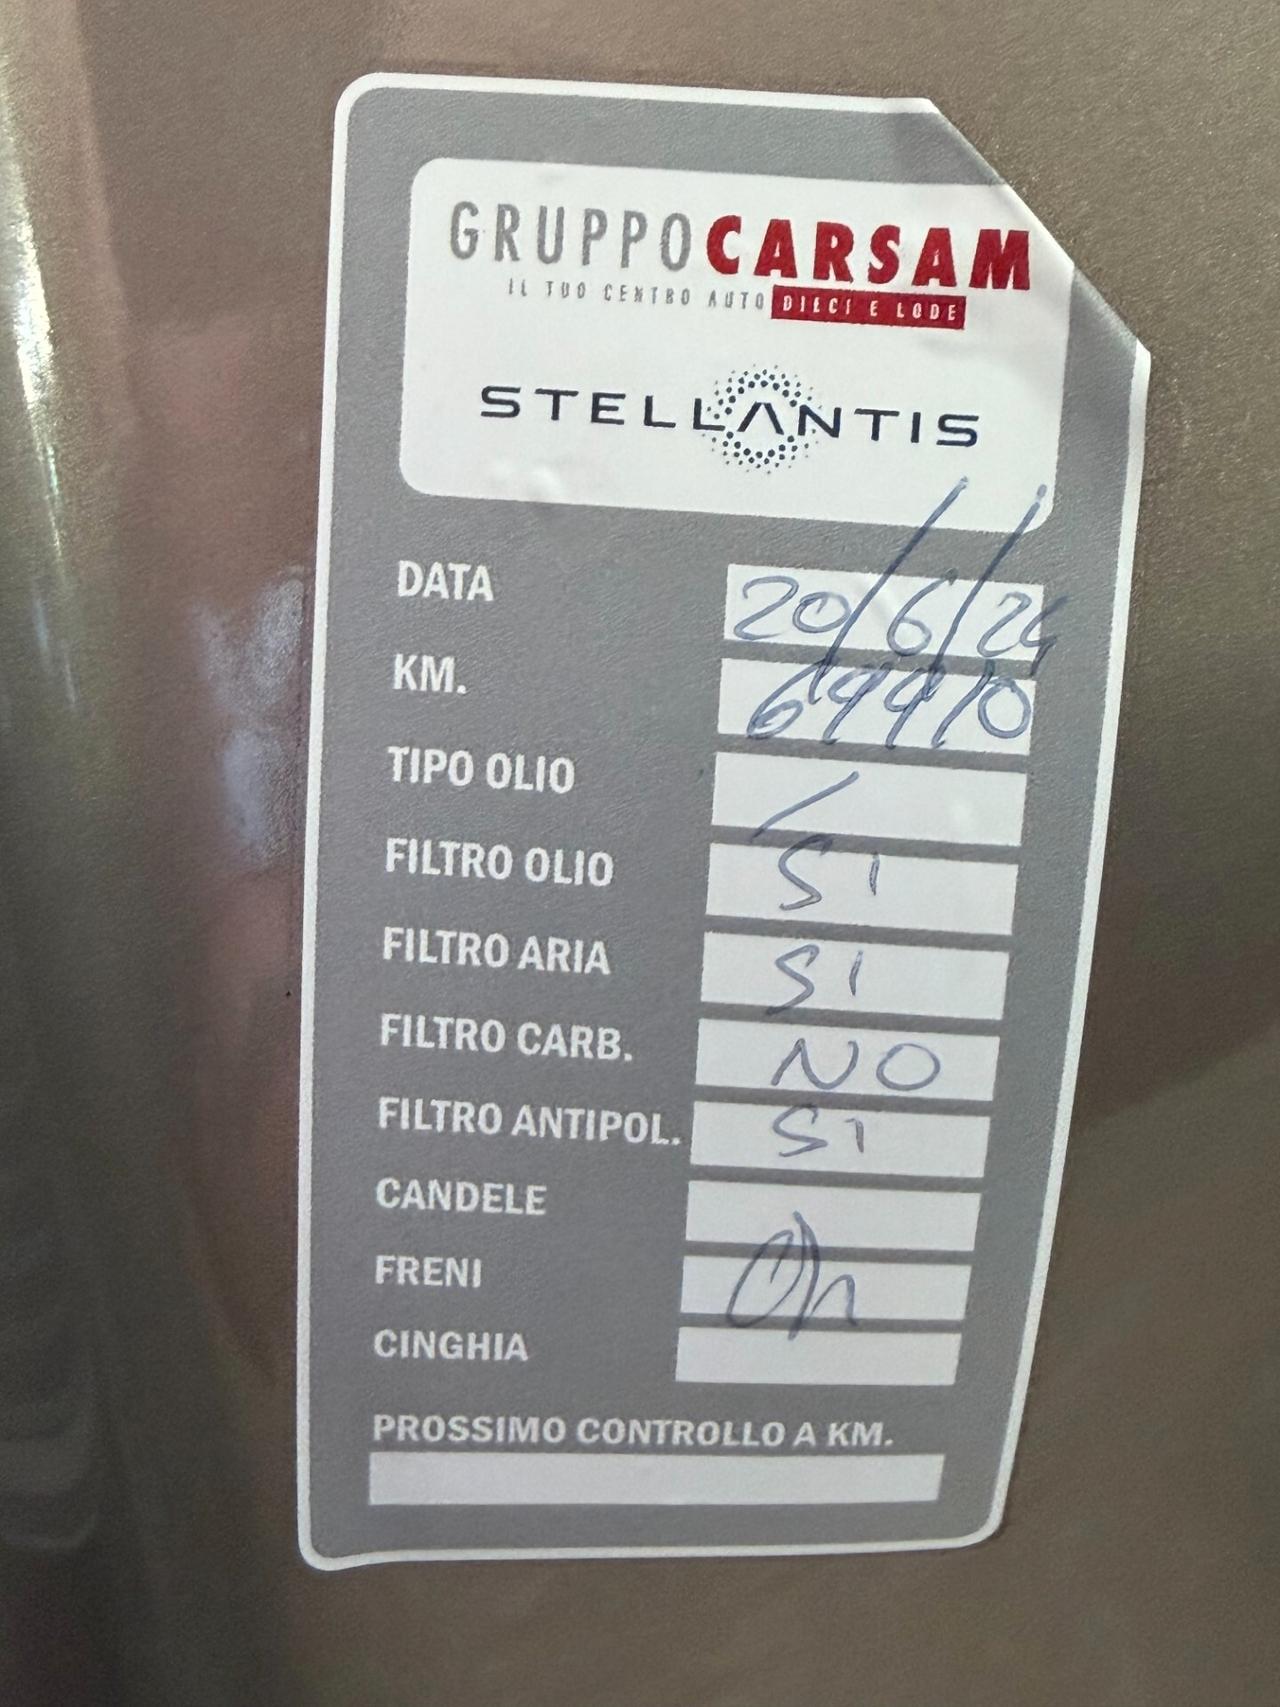 GRUPPOCARSAM
IL TUO CENTRO AUTO DIECI E LODE
STELLANTIS
DATA 20/6/24
KM.
TIPO OLIO /
FILTRO OLIO SI
FILTRO ARIA SI
FILTRO CARB. NO
FILTRO ANTIPOL. SI
CANDELE
FRENI Ok
CINGHIA
PROSSIMO CONTROLLO A KM.